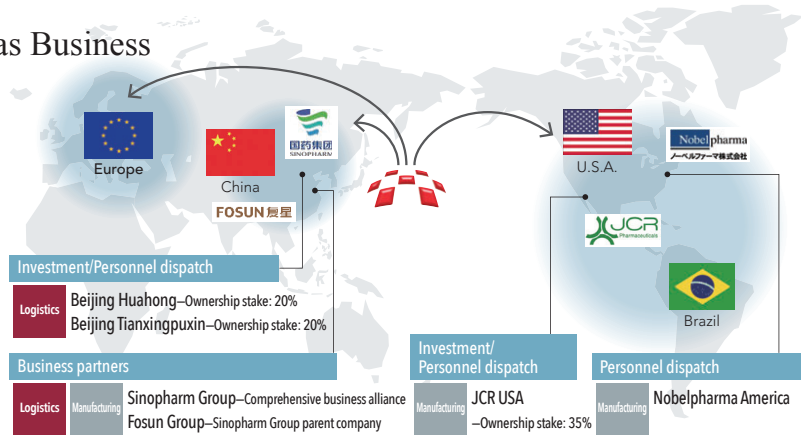 as Business
Europe
China
国药集团
SINOPHARM
FOSUN 复星
U.S.A.
Nobelpharma
ノーベルファーマ株式会社
JCR
Pharmaceuticals
Brazil
Investment/Personnel dispatch
Logistics
Beijing Huahong—Ownership stake: 20%
Beijing Tianxingpuxin—Ownership stake: 20%
Business partners
Logistics
Manufacturing
Sinopharm Group—Comprehensive business alliance
Fosun Group—Sinopharm Group parent company
Investment/
Personnel dispatch
Manufacturing
JCR USA
—Ownership stake: 35%
Personnel dispatch
Manufacturing
Nobelpharma America